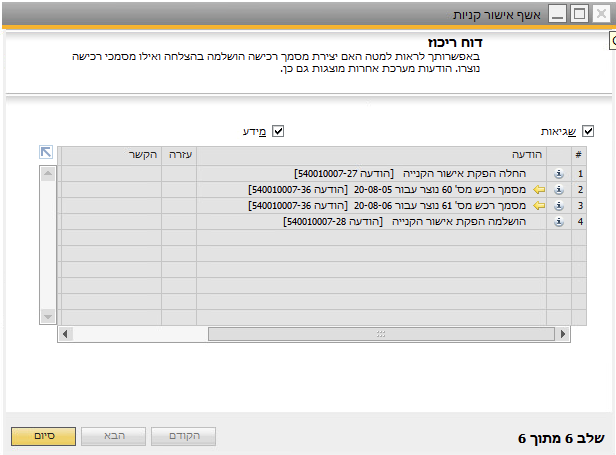 אשף אישור קניות
דוח ריכוז
באפשרותך לראות למטה האם יצירת מסמך רכישה הושלמה בהצלחה ואילו מסמכי רכישה
נוצרו. הודעות מערכת אחרות מוצגות גם כן.
שגיאות מידע
# הודעה עזרה הקשר
1 החלה הפקת אישור הקנייה [הודעה 540010007-27]
2 מסמך רכש מס' 60 נוצר עבור 20-08-05 [הודעה 540010007-36]
3 מסמך רכש מס' 61 נוצר עבור 20-08-06 [הודעה 540010007-36]
4 הושלמה הפקת אישור הקנייה [הודעה 540010007-28]
שלב 6 מתוך 6 הקודם הבא סיום